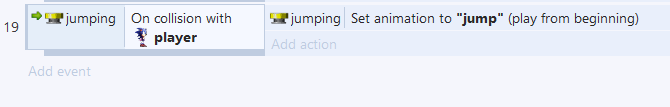 19
jumping
On collision with
player
jumping
Set animation to "jump" (play from beginning)
Add action
Add event